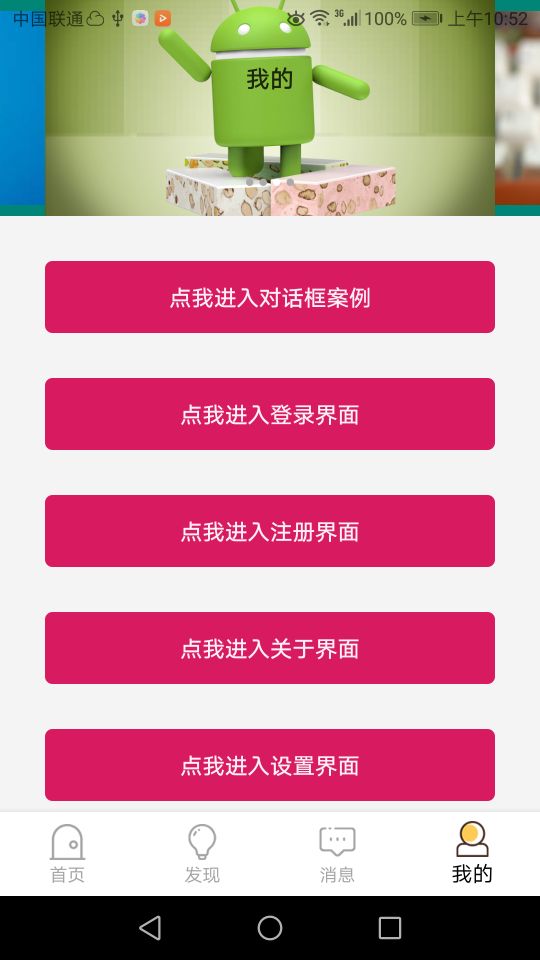 中国联通 3G 100% 上午10:52
我的
点我进入对话框案例
点我进入登录界面
点我进入注册界面
点我进入关于界面
点我进入设置界面
首页 发现 消息 我的